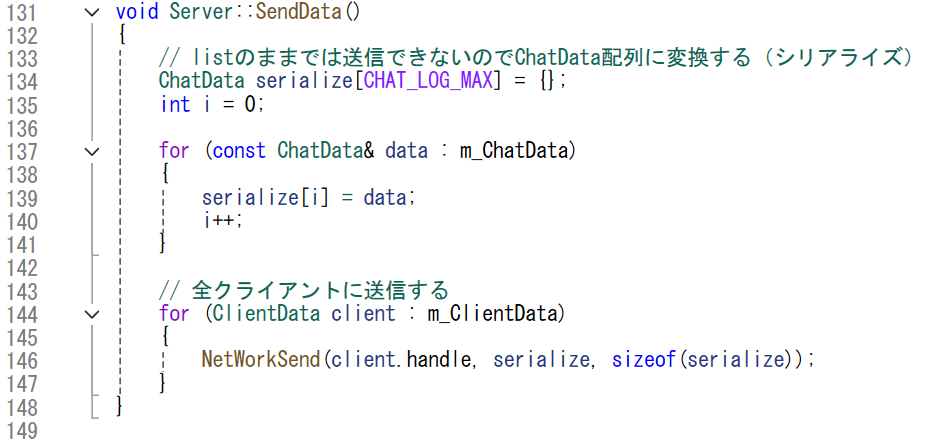 131 void Server::SendData()
132 {
133 // listのままでは送信できないのでChatData配列に変換する（シリアライズ）
134 ChatData serialize[CHAT_LOG_MAX] = {};
135 int i = 0;
136
137 for (const ChatData& data : m_ChatData)
138 {
139 serialize[i] = data;
140 i++;
141 }
142
143 // 全クライアントに送信する
144 for (ClientData client : m_ClientData)
145 {
146 NetWorkSend(client.handle, serialize, sizeof(serialize));
147 }
148 }
149